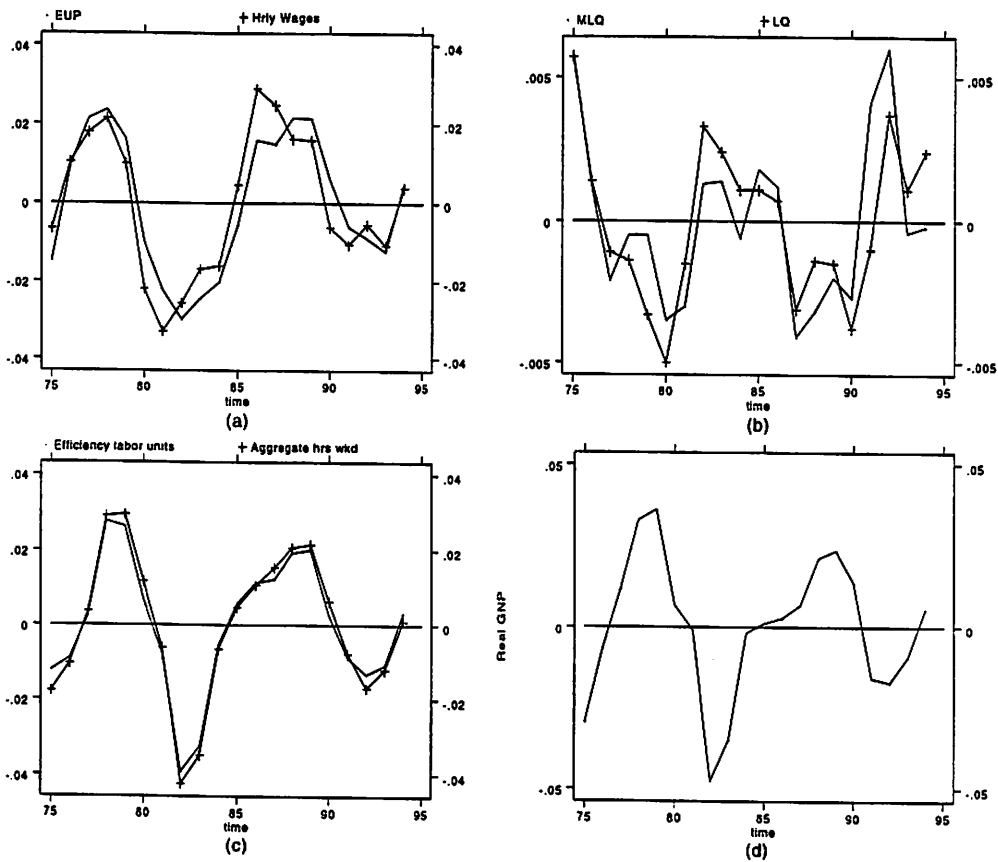 · EUP + Hrly Wages
.04 .04
.02 .02
0 0
-.02 -.02
-.04 -.04
75 80 85 90 95
time
(a)
· MLQ + LQ
.005 .005
0 0
-.005 -.005
75 80 85 90 95
time
(b)
· Efficiency labor units + Aggregate hrs wkd
.04 .04
.02 .02
0 0
-.02 -.02
-.04 -.04
75 80 85 90 95
time
(c)
Real GNP
.05 .05
0 0
-.05 -.05
75 80 85 90 95
time
(d)